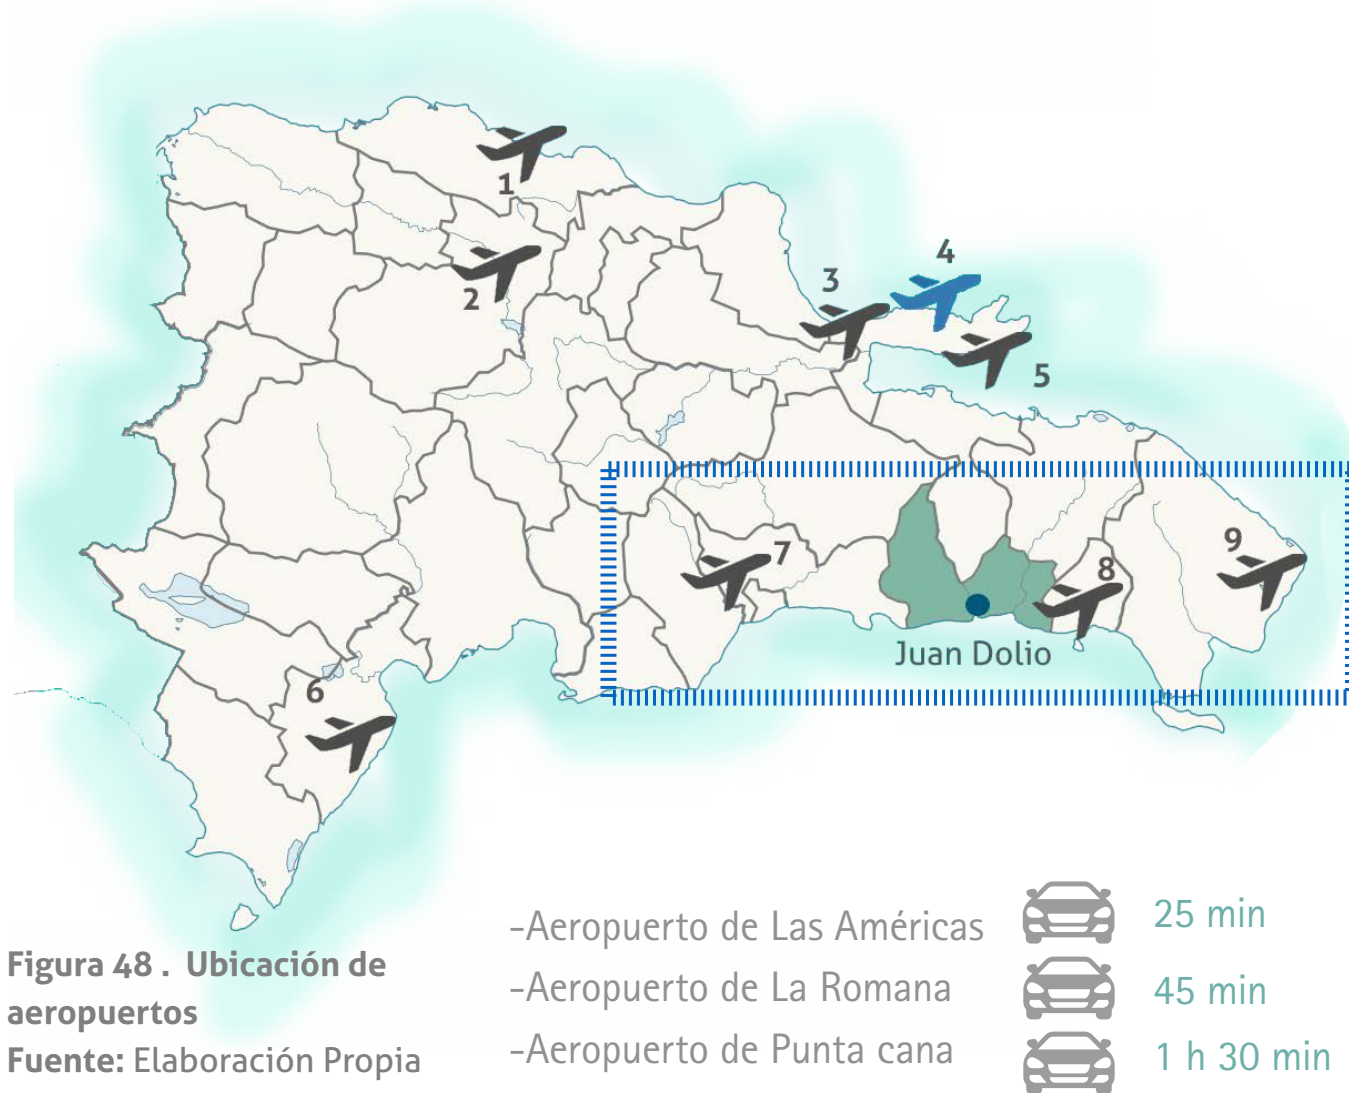 1
2
3
4
5
6
7
8
9
Juan Dolio
-Aeropuerto de Las Américas 25 min
-Aeropuerto de La Romana 45 min
-Aeropuerto de Punta cana 1 h 30 min
Figura 48 . Ubicación de
aeropuertos
Fuente: Elaboración Propia